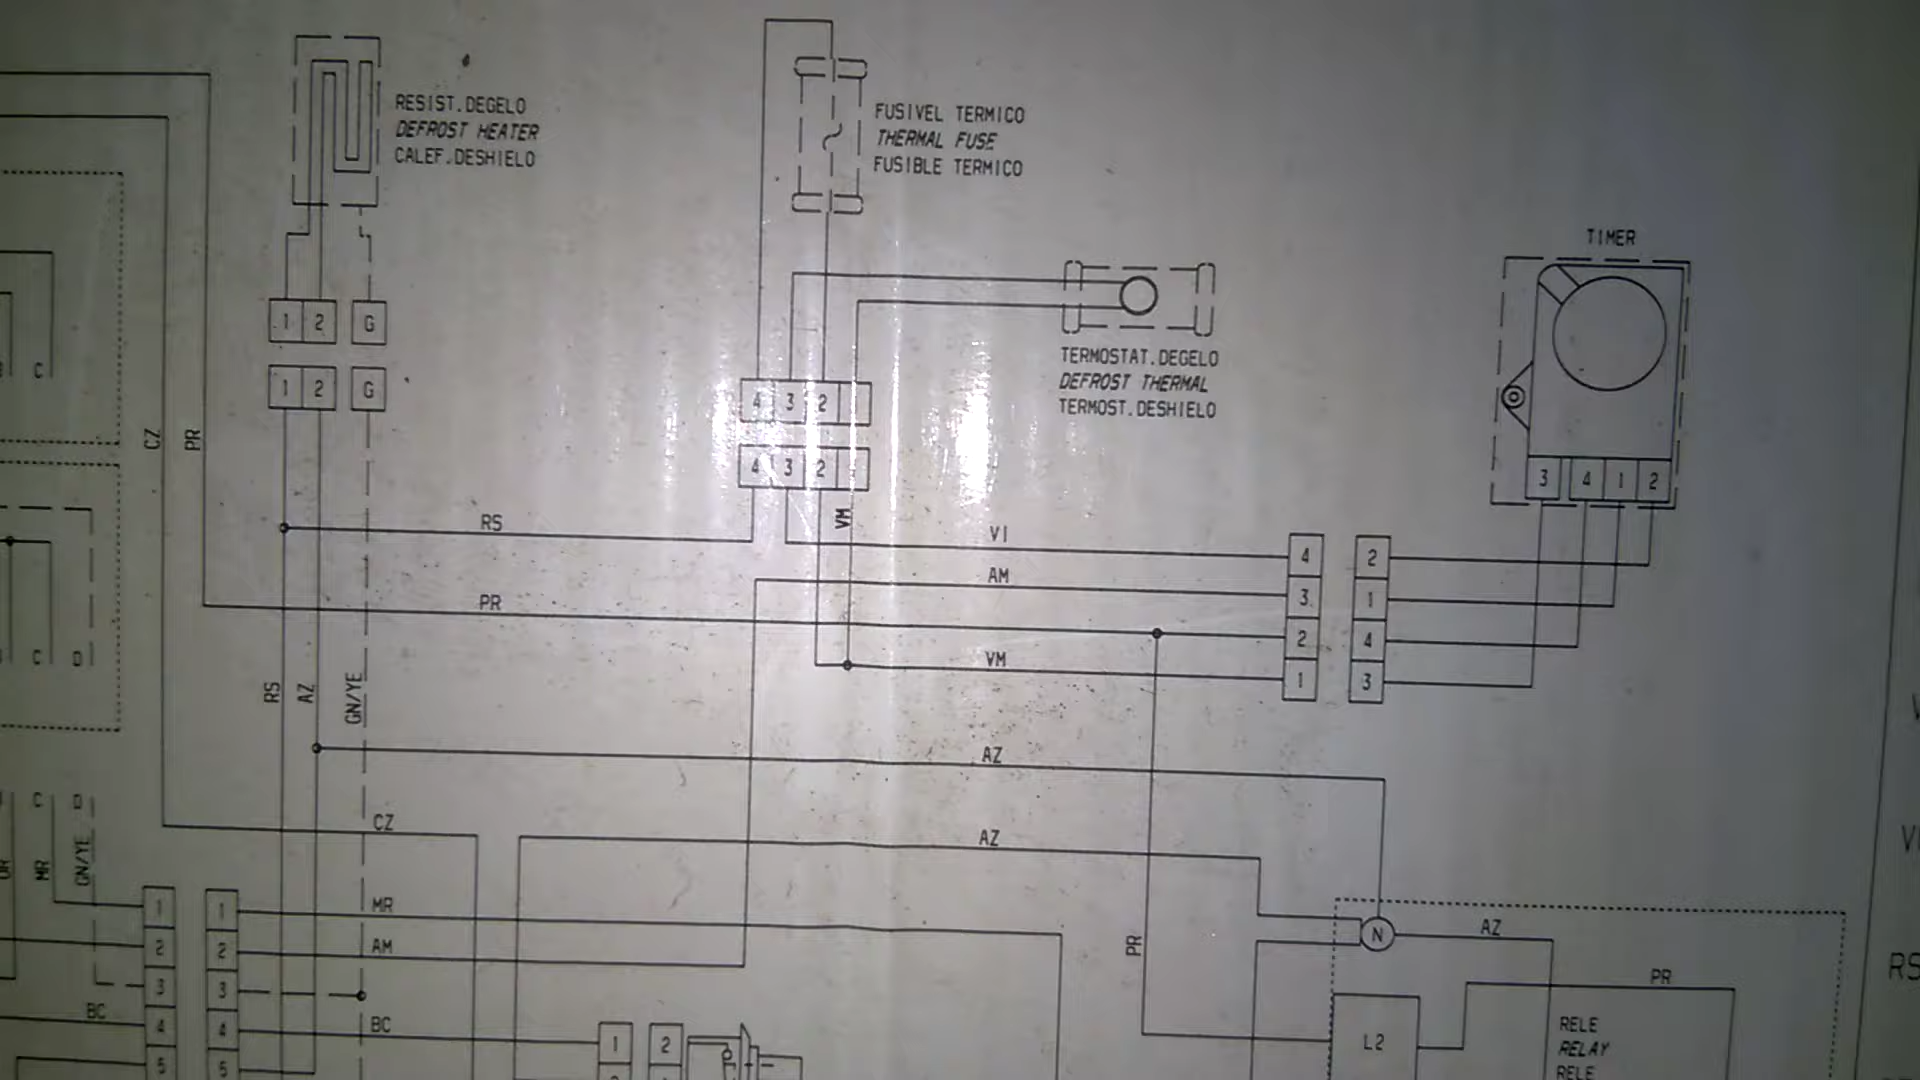 RESIST.DEGELO
DEFROST HEATER
CALEF.DESHIELO
FUSIVEL TERMICO
THERMAL FUSE
FUSIBLE TERMICO
TIMER
TERMOSTAT.DEGELO
DEFROST THERMAL
TERMOST.DESHIELO
1 2 G
1 2 G
C
CZ
PR
4 3 2
4 3 2
3 4 1 2
RS
VM
VI
AM
PR
VM
4 2
3 1
2 4
1 3
C D
RS
AZ
GN/YE
AZ
CZ
AZ
C D
MR
GN/YE
1 1 MR
2 2 AM
3 3
BC 4 4 BC
5 5
1 2
PR
N AZ
PR
L2
RELE
RELAY
RELE
RS